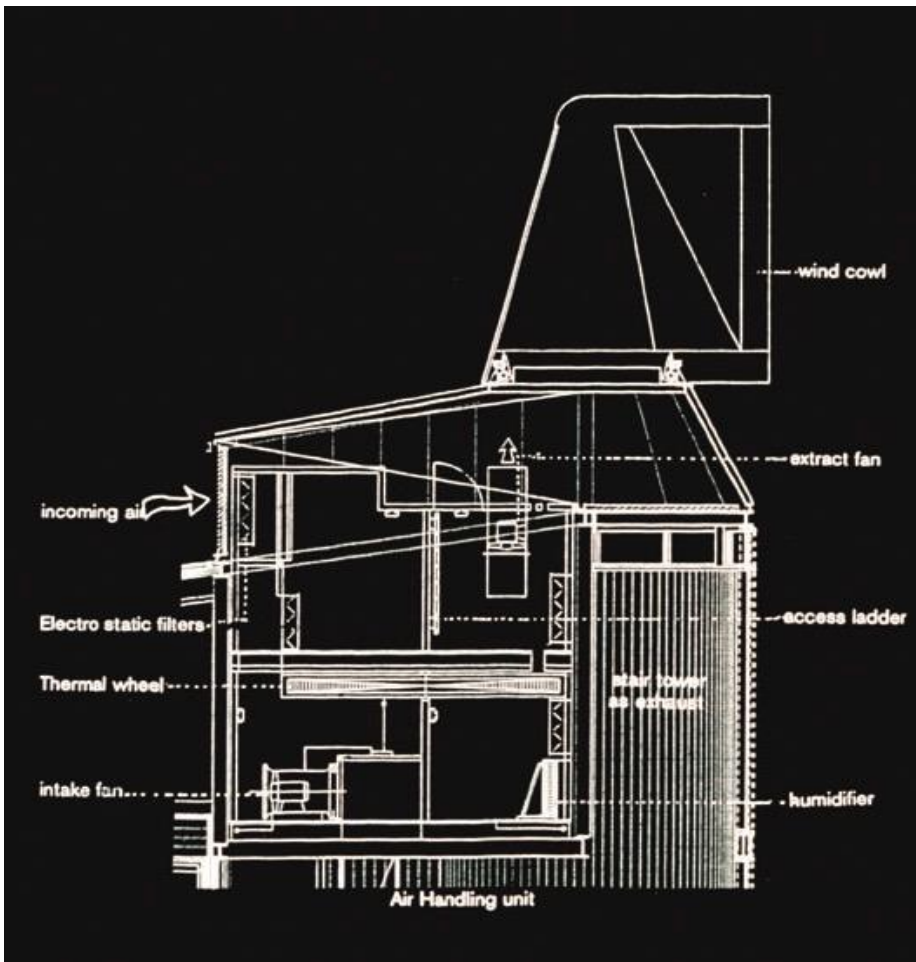 wind cowl
extract fan
incoming air
Electro static filters
access ladder
Thermal wheel
stair tower
as exhaust
intake fan
humidifier
Air Handling unit